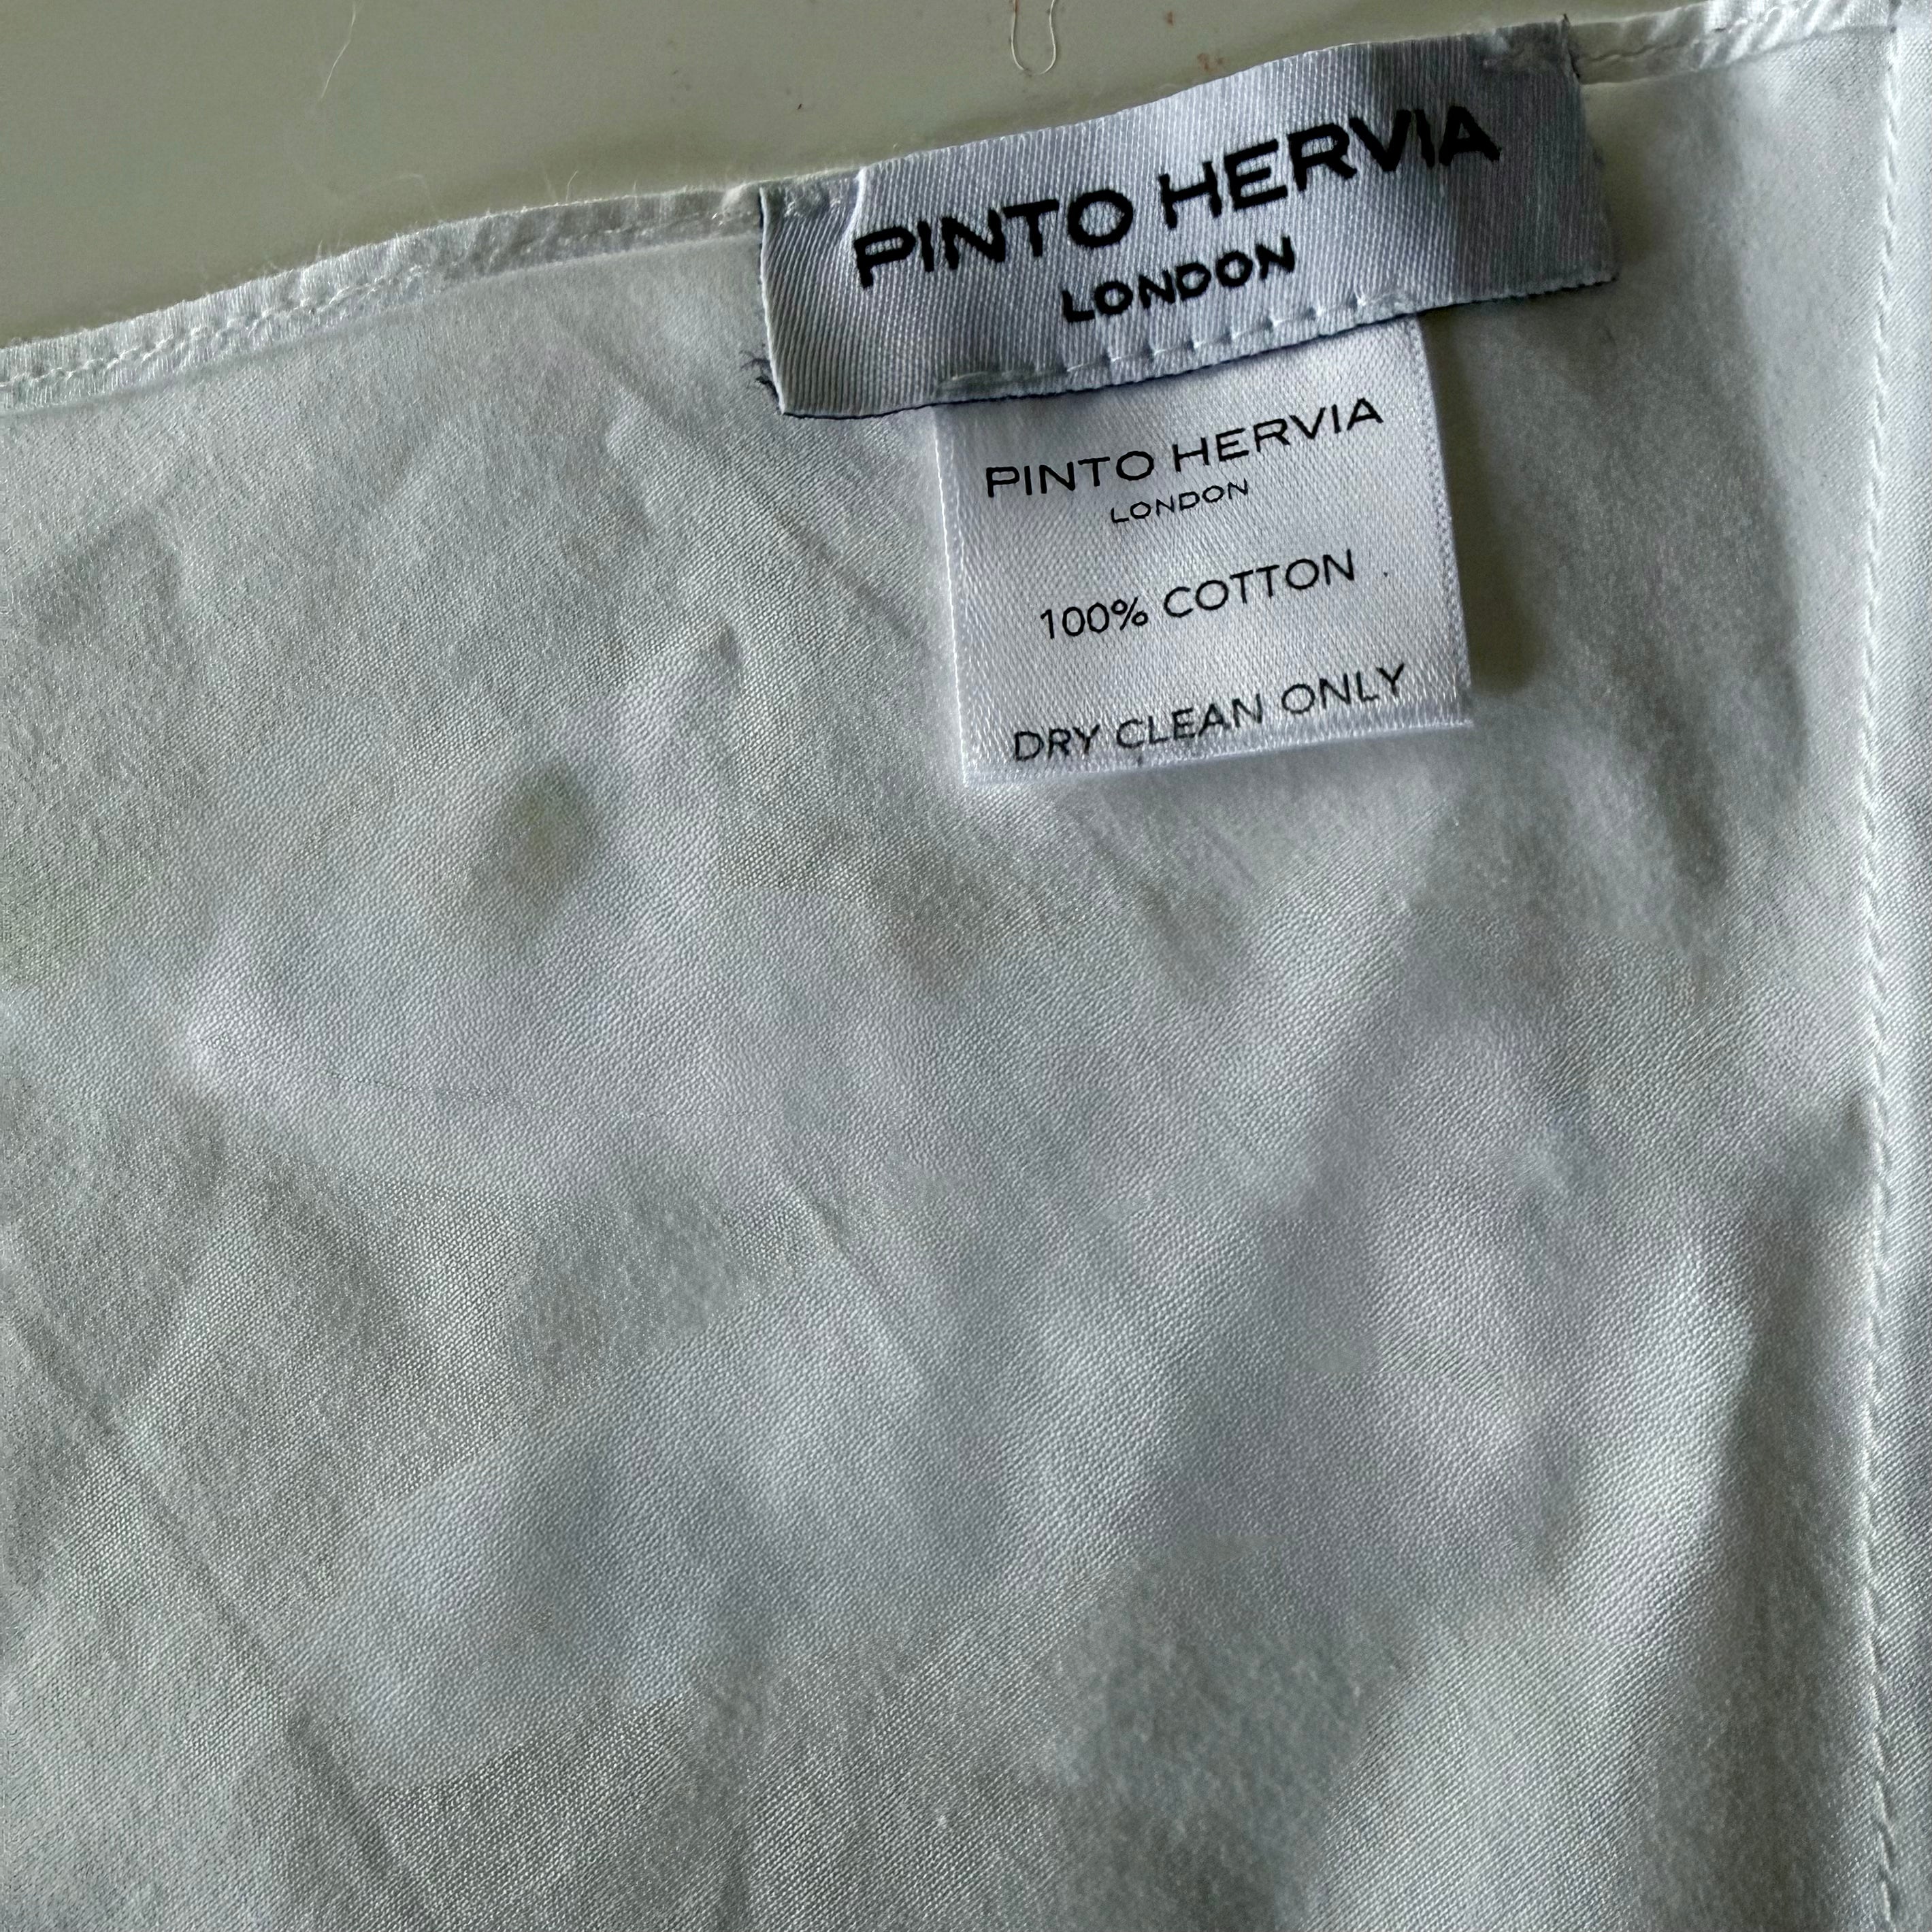 PINTO HERVIA
LONDON
PINTO HERVIA
LONDON
100% COTTON
DRY CLEAN ONLY